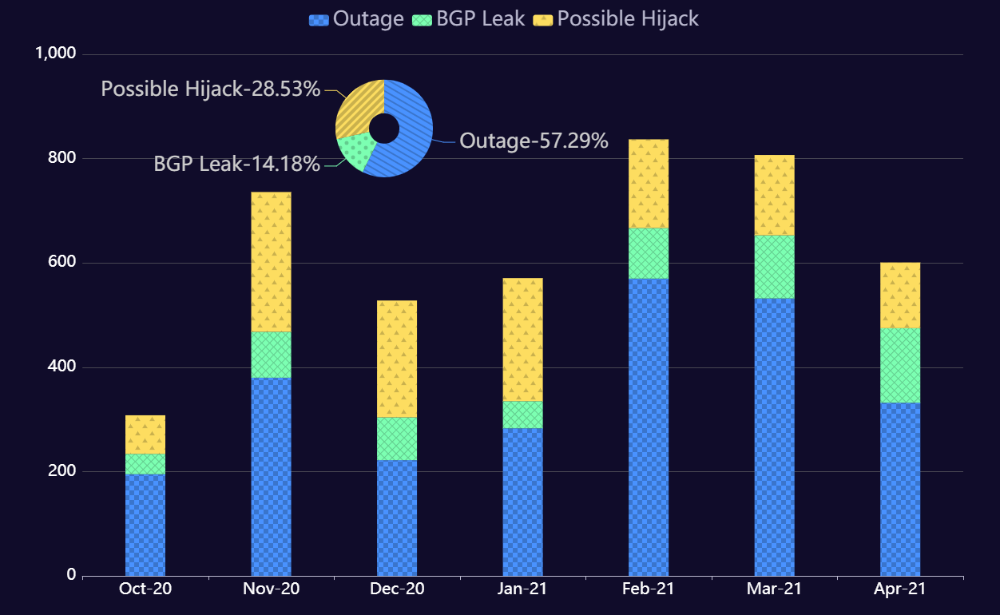 Outage BGP Leak Possible Hijack
1,000
Possible Hijack-28.53%
Outage-57.29%
800
BGP Leak-14.18%
600
400
200
0
Oct-20 Nov-20 Dec-20 Jan-21 Feb-21 Mar-21 Apr-21